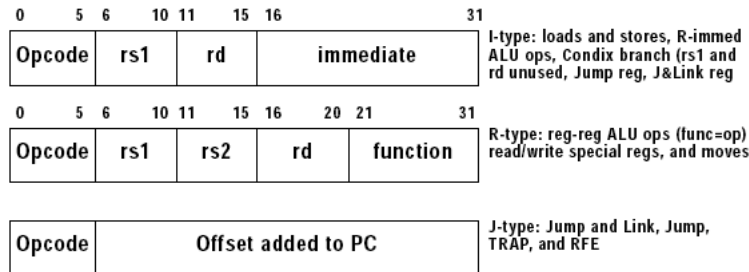 0 5 6 10 11 15 16 31
Opcode rs1 rd immediate
I-type: loads and stores, R-immed
ALU ops, Condix branch (rs1 and
rd unused, Jump reg, J&Link reg
0 5 6 10 11 15 16 20 21 31
Opcode rs1 rs2 rd function
R-type: reg-reg ALU ops (func=op)
read/write special regs, and moves
Opcode Offset added to PC
J-type: Jump and Link, Jump,
TRAP, and RFE